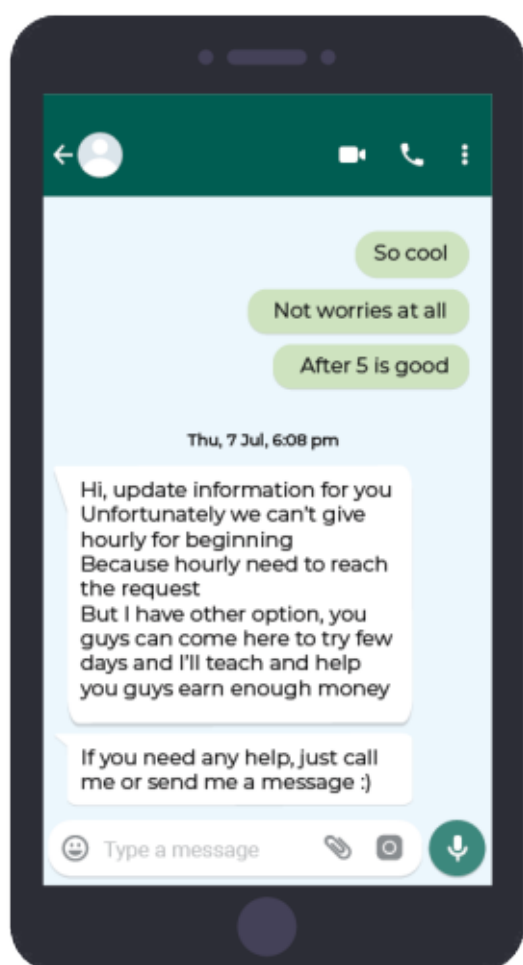 So cool
Not worries at all
After 5 is good
Thu, 7 Jul, 6:08 pm
Hi, update information for you
Unfortunately we can't give
hourly for beginning
Because hourly need to reach
the request
But I have other option, you
guys can come here to try few
days and I'll teach and help
you guys earn enough money
If you need any help, just call
me or send me a message :)
Type a message